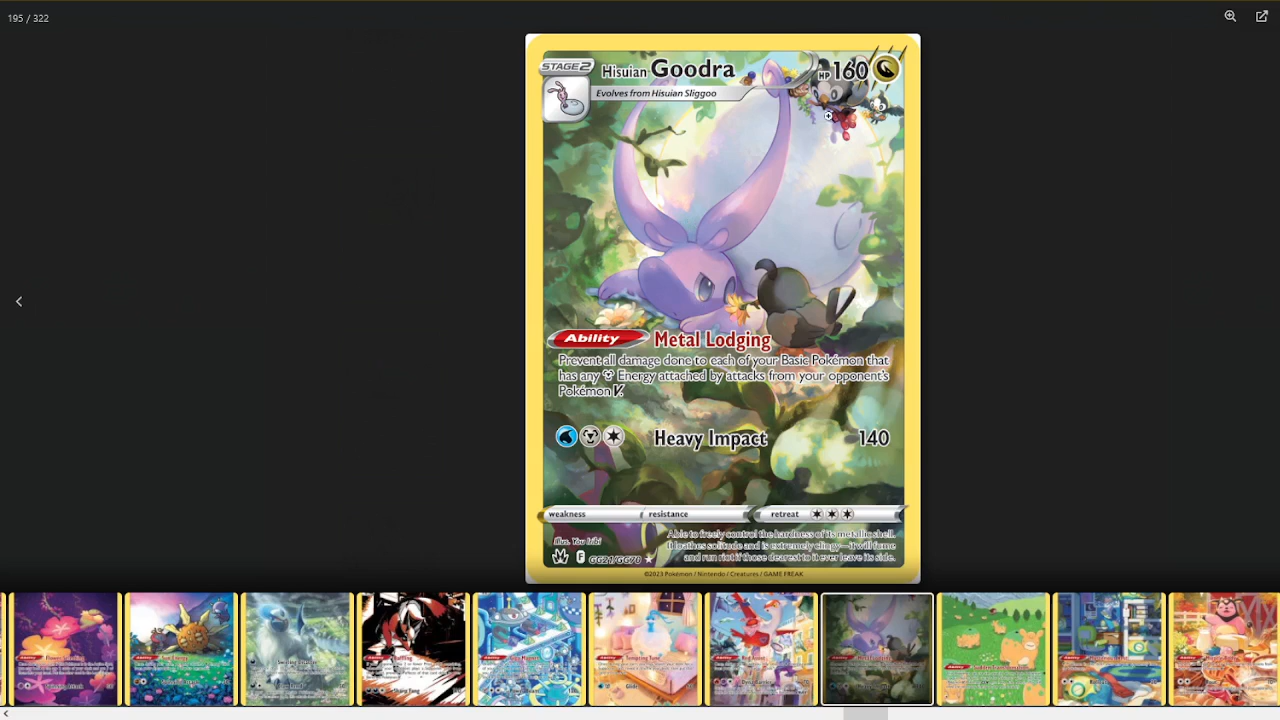 195 / 322
STAGE2
Hisuian Goodra
HP 160
Evolves from Hisuian Sliggoo
Ability Metal Lodging
Prevent all damage done to each of your Basic Pokémon that
has any Energy attached by attacks from your opponent's
Pokémon V.
Heavy Impact 140
weakness resistance retreat
Illus. You Iribi
Able to freely control the hardness of its metallic shell.
It loathes solitude and is extremely clingy—it will fume
and run riot if those dearest to it ever leave its side.
F GG21/GG70 ★
©2023 Pokémon / Nintendo / Creatures / GAME FREAK